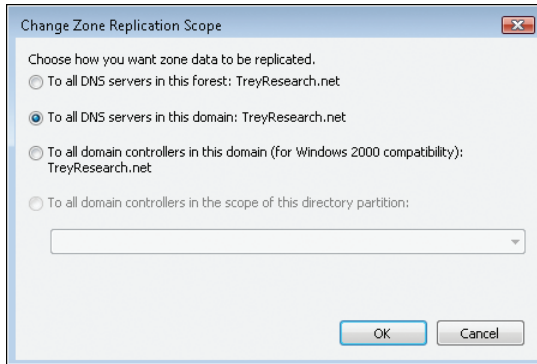 Change Zone Replication Scope
Choose how you want zone data to be replicated.
To all DNS servers in this forest: TreyResearch.net
To all DNS servers in this domain: TreyResearch.net
To all domain controllers in this domain (for Windows 2000 compatibility):
TreyResearch.net
To all domain controllers in the scope of this directory partition:
OK Cancel